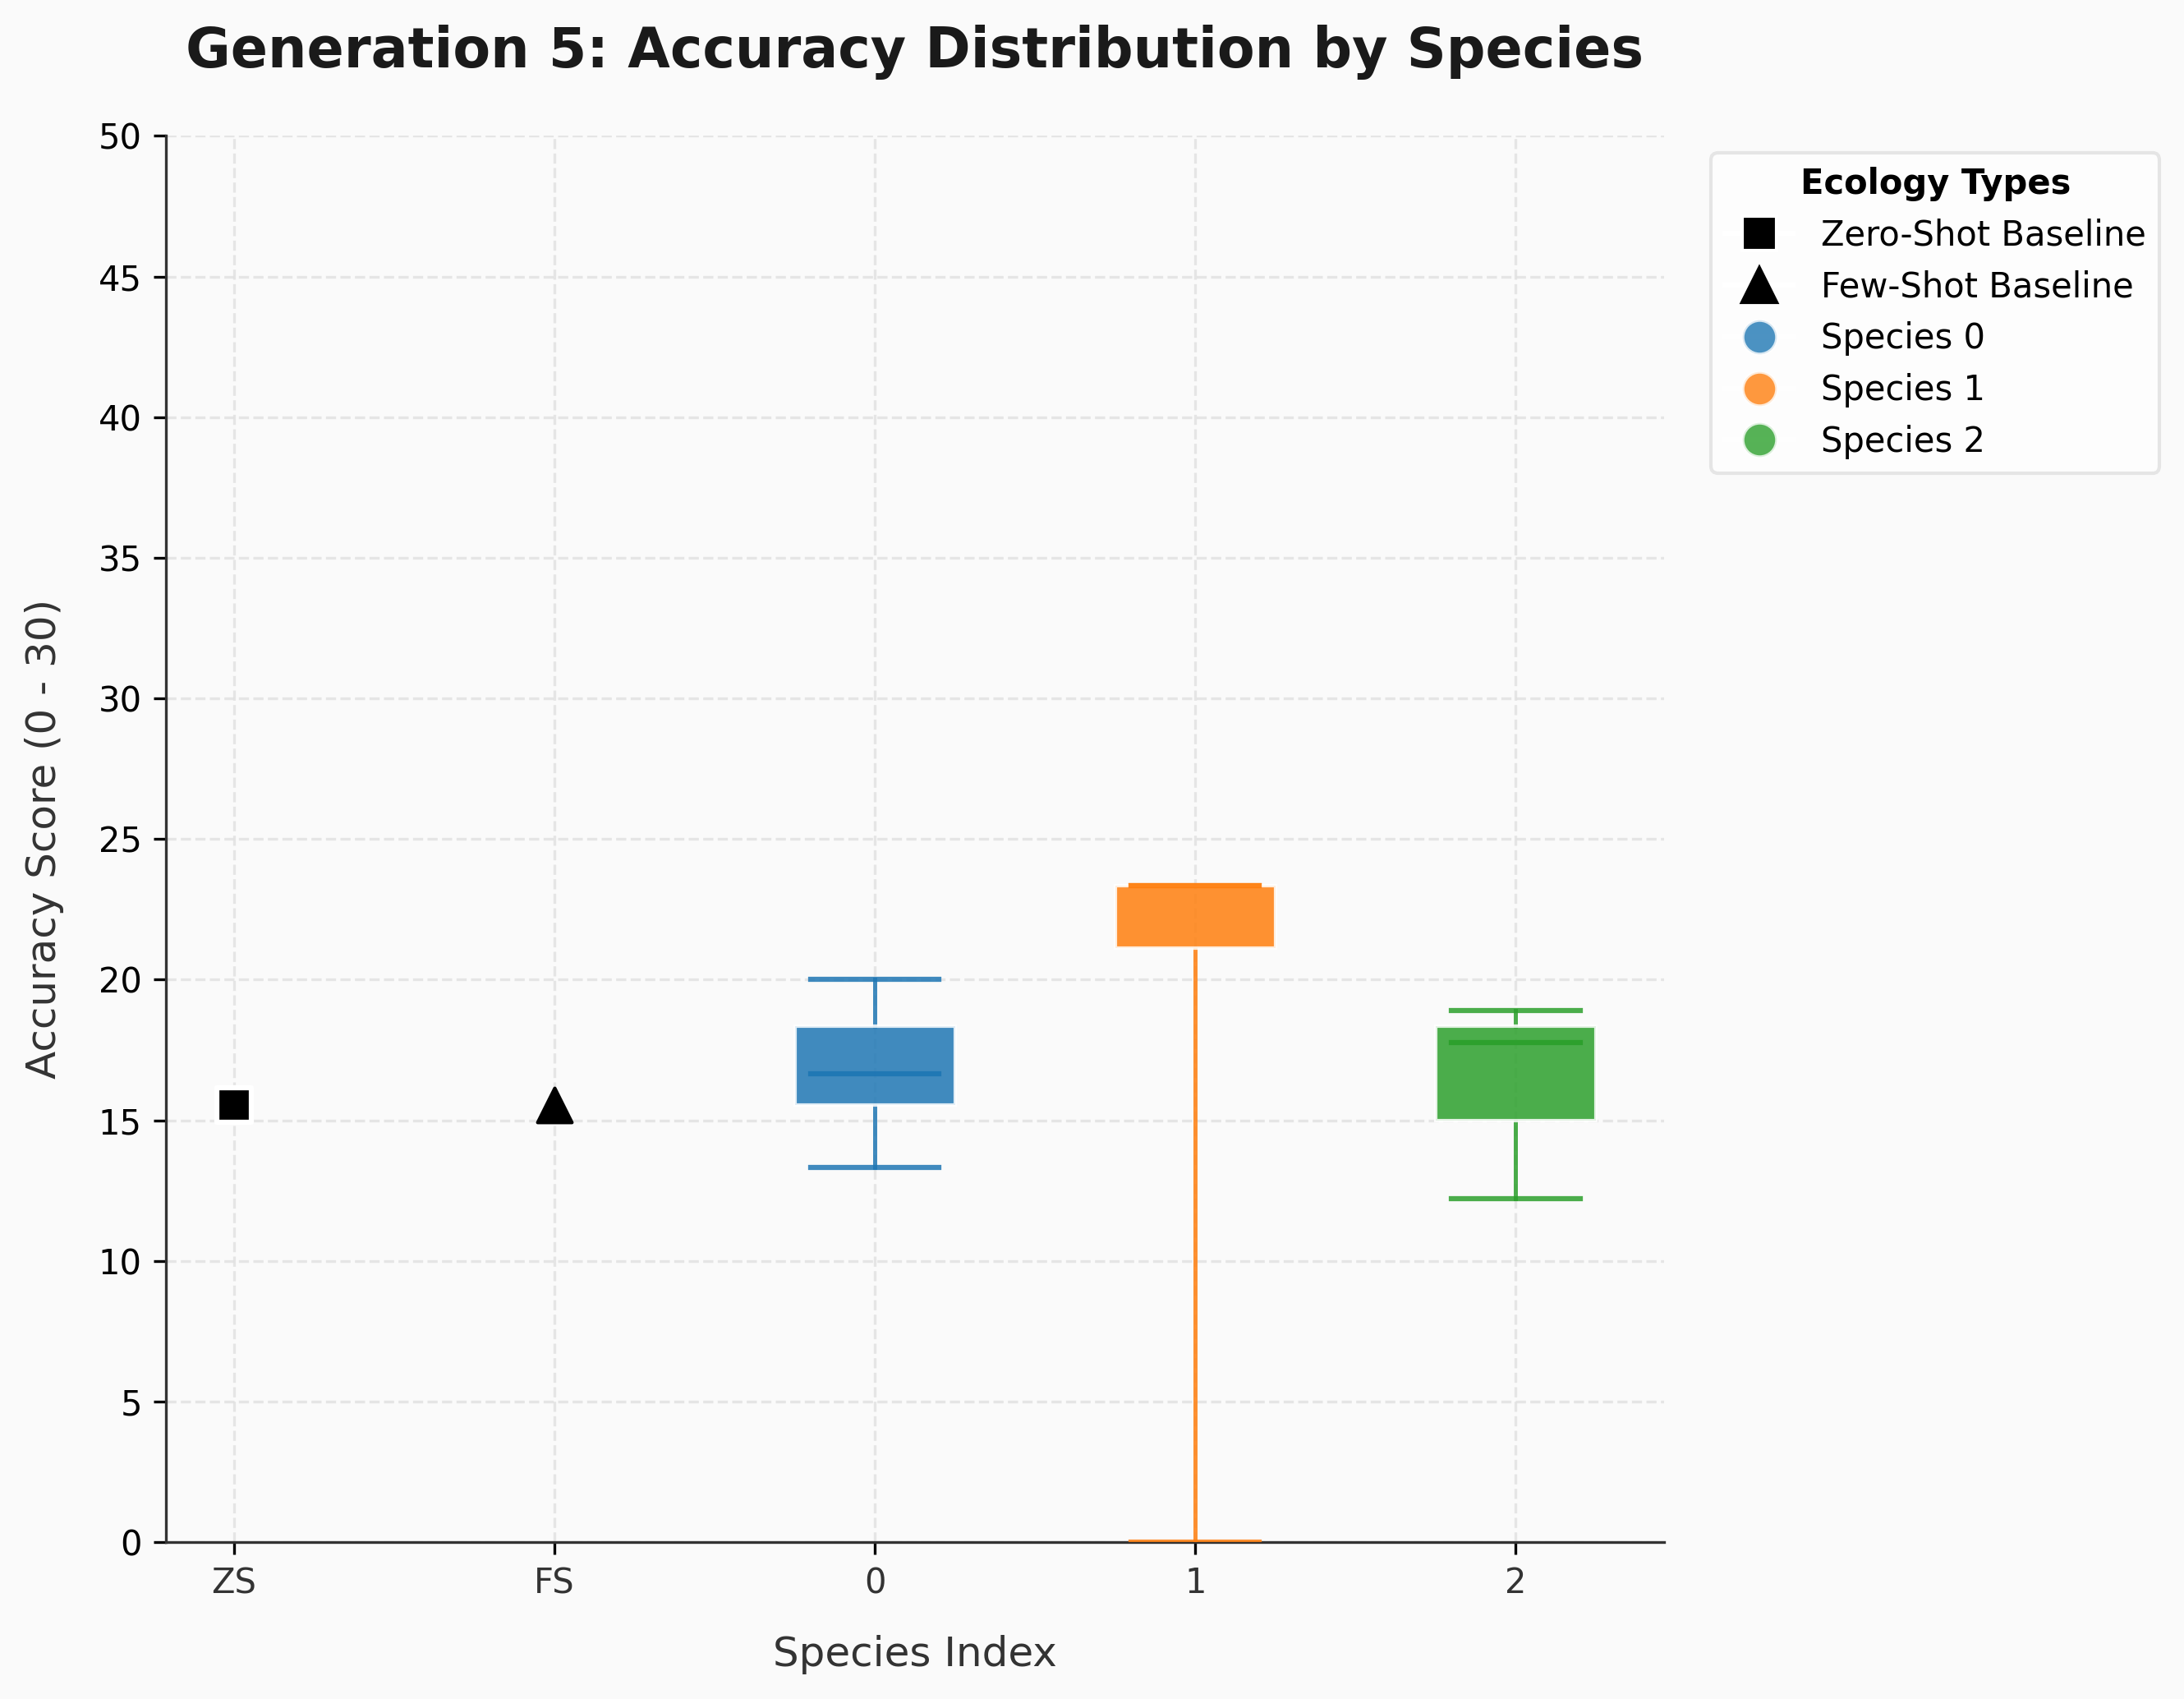 Generation 5: Accuracy Distribution by Species
50
45
40
35
30
25
20
15
10
5
0
Accuracy Score (0 - 30)
ZS
FS
0
1
2
Species Index
Ecology Types
Zero-Shot Baseline
Few-Shot Baseline
Species 0
Species 1
Species 2